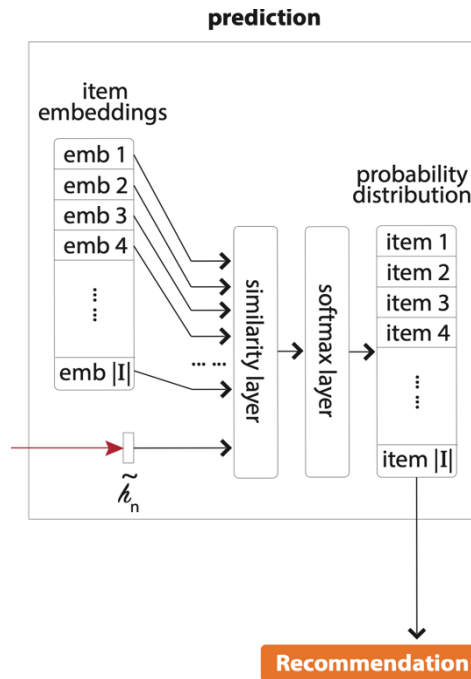 prediction
item
embeddings
emb 1
emb 2
emb 3
emb 4
... ...
emb |I|
... ...
h̃n
similarity layer
softmax layer
probability
distribution
item 1
item 2
item 3
item 4
... ...
item |I|
Recommendation